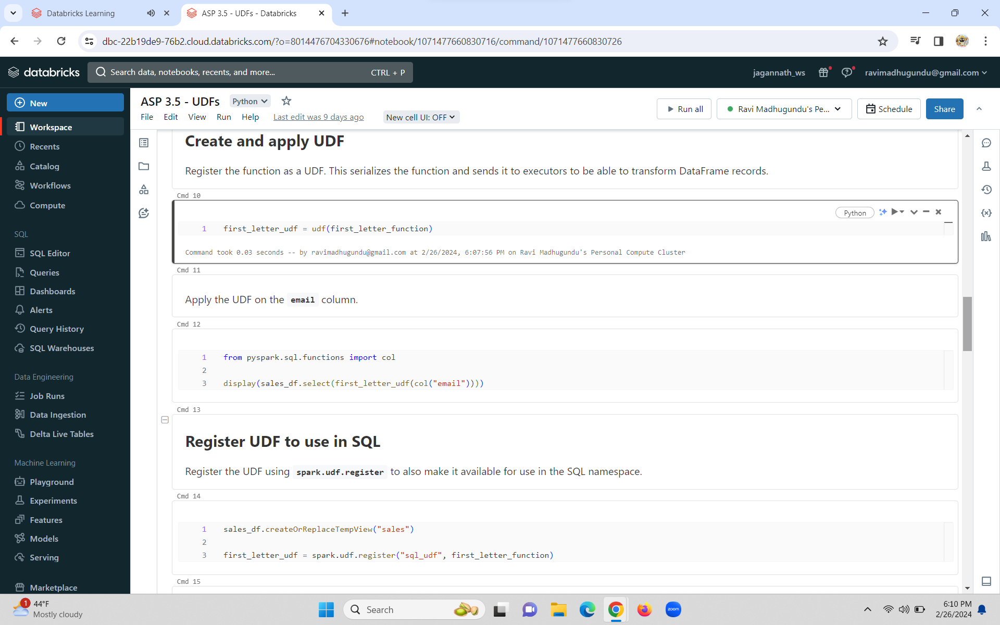 Databricks Learning
ASP 3.5 - UDFs - Databricks
dbc-22b19de9-76b2.cloud.databricks.com/?o=8014476704330676#notebook/1071477660830716/command/1071477660830726
databricks
Search data, notebooks, recents, and more...
CTRL + P
jagannath_ws
ravimadhugundu@gmail.com
New
Workspace
Recents
Catalog
Workflows
Compute
SQL
SQL Editor
Queries
Dashboards
Alerts
Query History
SQL Warehouses
Data Engineering
Job Runs
Data Ingestion
Delta Live Tables
Machine Learning
Playground
Experiments
Features
Models
Serving
Marketplace
ASP 3.5 - UDFs
Python
File Edit View Run Help
Last edit was 9 days ago
New cell UI: OFF
Run all
Ravi Madhugundu's Pe...
Schedule
Share
Create and apply UDF
Register the function as a UDF. This serializes the function and sends it to executors to be able to transform DataFrame records.
Cmd 10
Python
1 first_letter_udf = udf(first_letter_function)
Command took 0.03 seconds -- by ravimadhugundu@gmail.com at 2/26/2024, 6:07:56 PM on Ravi Madhugundu's Personal Compute Cluster
Cmd 11
Apply the UDF on the email column.
Cmd 12
1 from pyspark.sql.functions import col
2
3 display(sales_df.select(first_letter_udf(col("email"))))
Cmd 13
Register UDF to use in SQL
Register the UDF using spark.udf.register to also make it available for use in the SQL namespace.
Cmd 14
1 sales_df.createOrReplaceTempView("sales")
2
3 first_letter_udf = spark.udf.register("sql_udf", first_letter_function)
Cmd 15
1
44°F
Mostly cloudy
Search
zoom
6:10 PM
2/26/2024